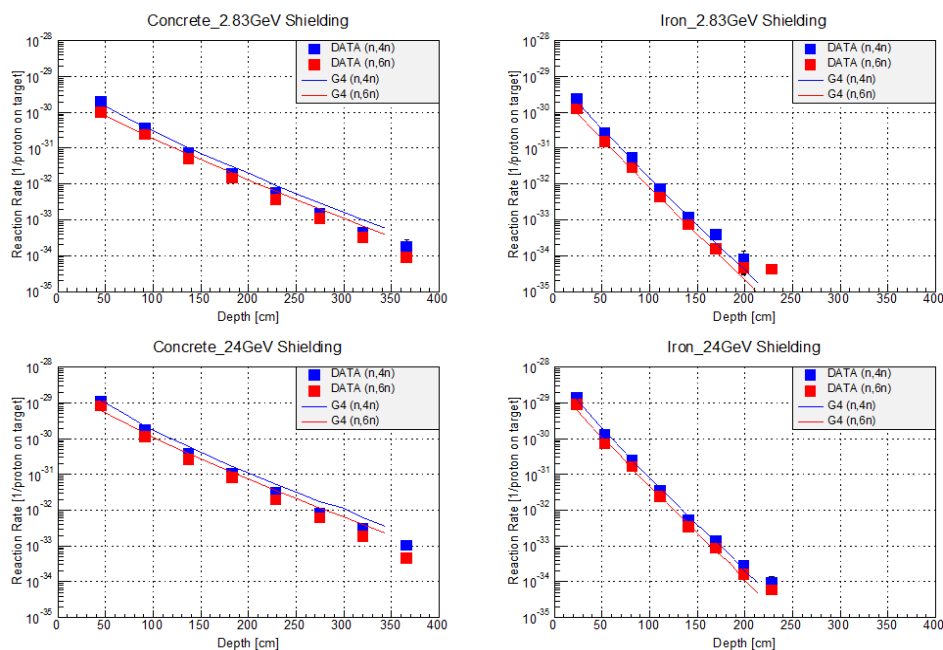 Concrete_2.83GeV Shielding
Reaction Rate [1/proton on target]
10^-28
10^-29
10^-30
10^-31
10^-32
10^-33
10^-34
10^-35
DATA (n,4n)
DATA (n,6n)
G4 (n,4n)
G4 (n,6n)
0 50 100 150 200 250 300 350 400
Depth [cm]
Iron_2.83GeV Shielding
Reaction Rate [1/proton on target]
10^-28
10^-29
10^-30
10^-31
10^-32
10^-33
10^-34
10^-35
DATA (n,4n)
DATA (n,6n)
G4 (n,4n)
G4 (n,6n)
0 50 100 150 200 250 300 350 400
Depth [cm]
Concrete_24GeV Shielding
Reaction Rate [1/proton on target]
10^-28
10^-29
10^-30
10^-31
10^-32
10^-33
10^-34
10^-35
DATA (n,4n)
DATA (n,6n)
G4 (n,4n)
G4 (n,6n)
0 50 100 150 200 250 300 350 400
Depth [cm]
Iron_24GeV Shielding
Reaction Rate [1/proton on target]
10^-28
10^-29
10^-30
10^-31
10^-32
10^-33
10^-34
10^-35
DATA (n,4n)
DATA (n,6n)
G4 (n,4n)
G4 (n,6n)
0 50 100 150 200 250 300 350 400
Depth [cm]